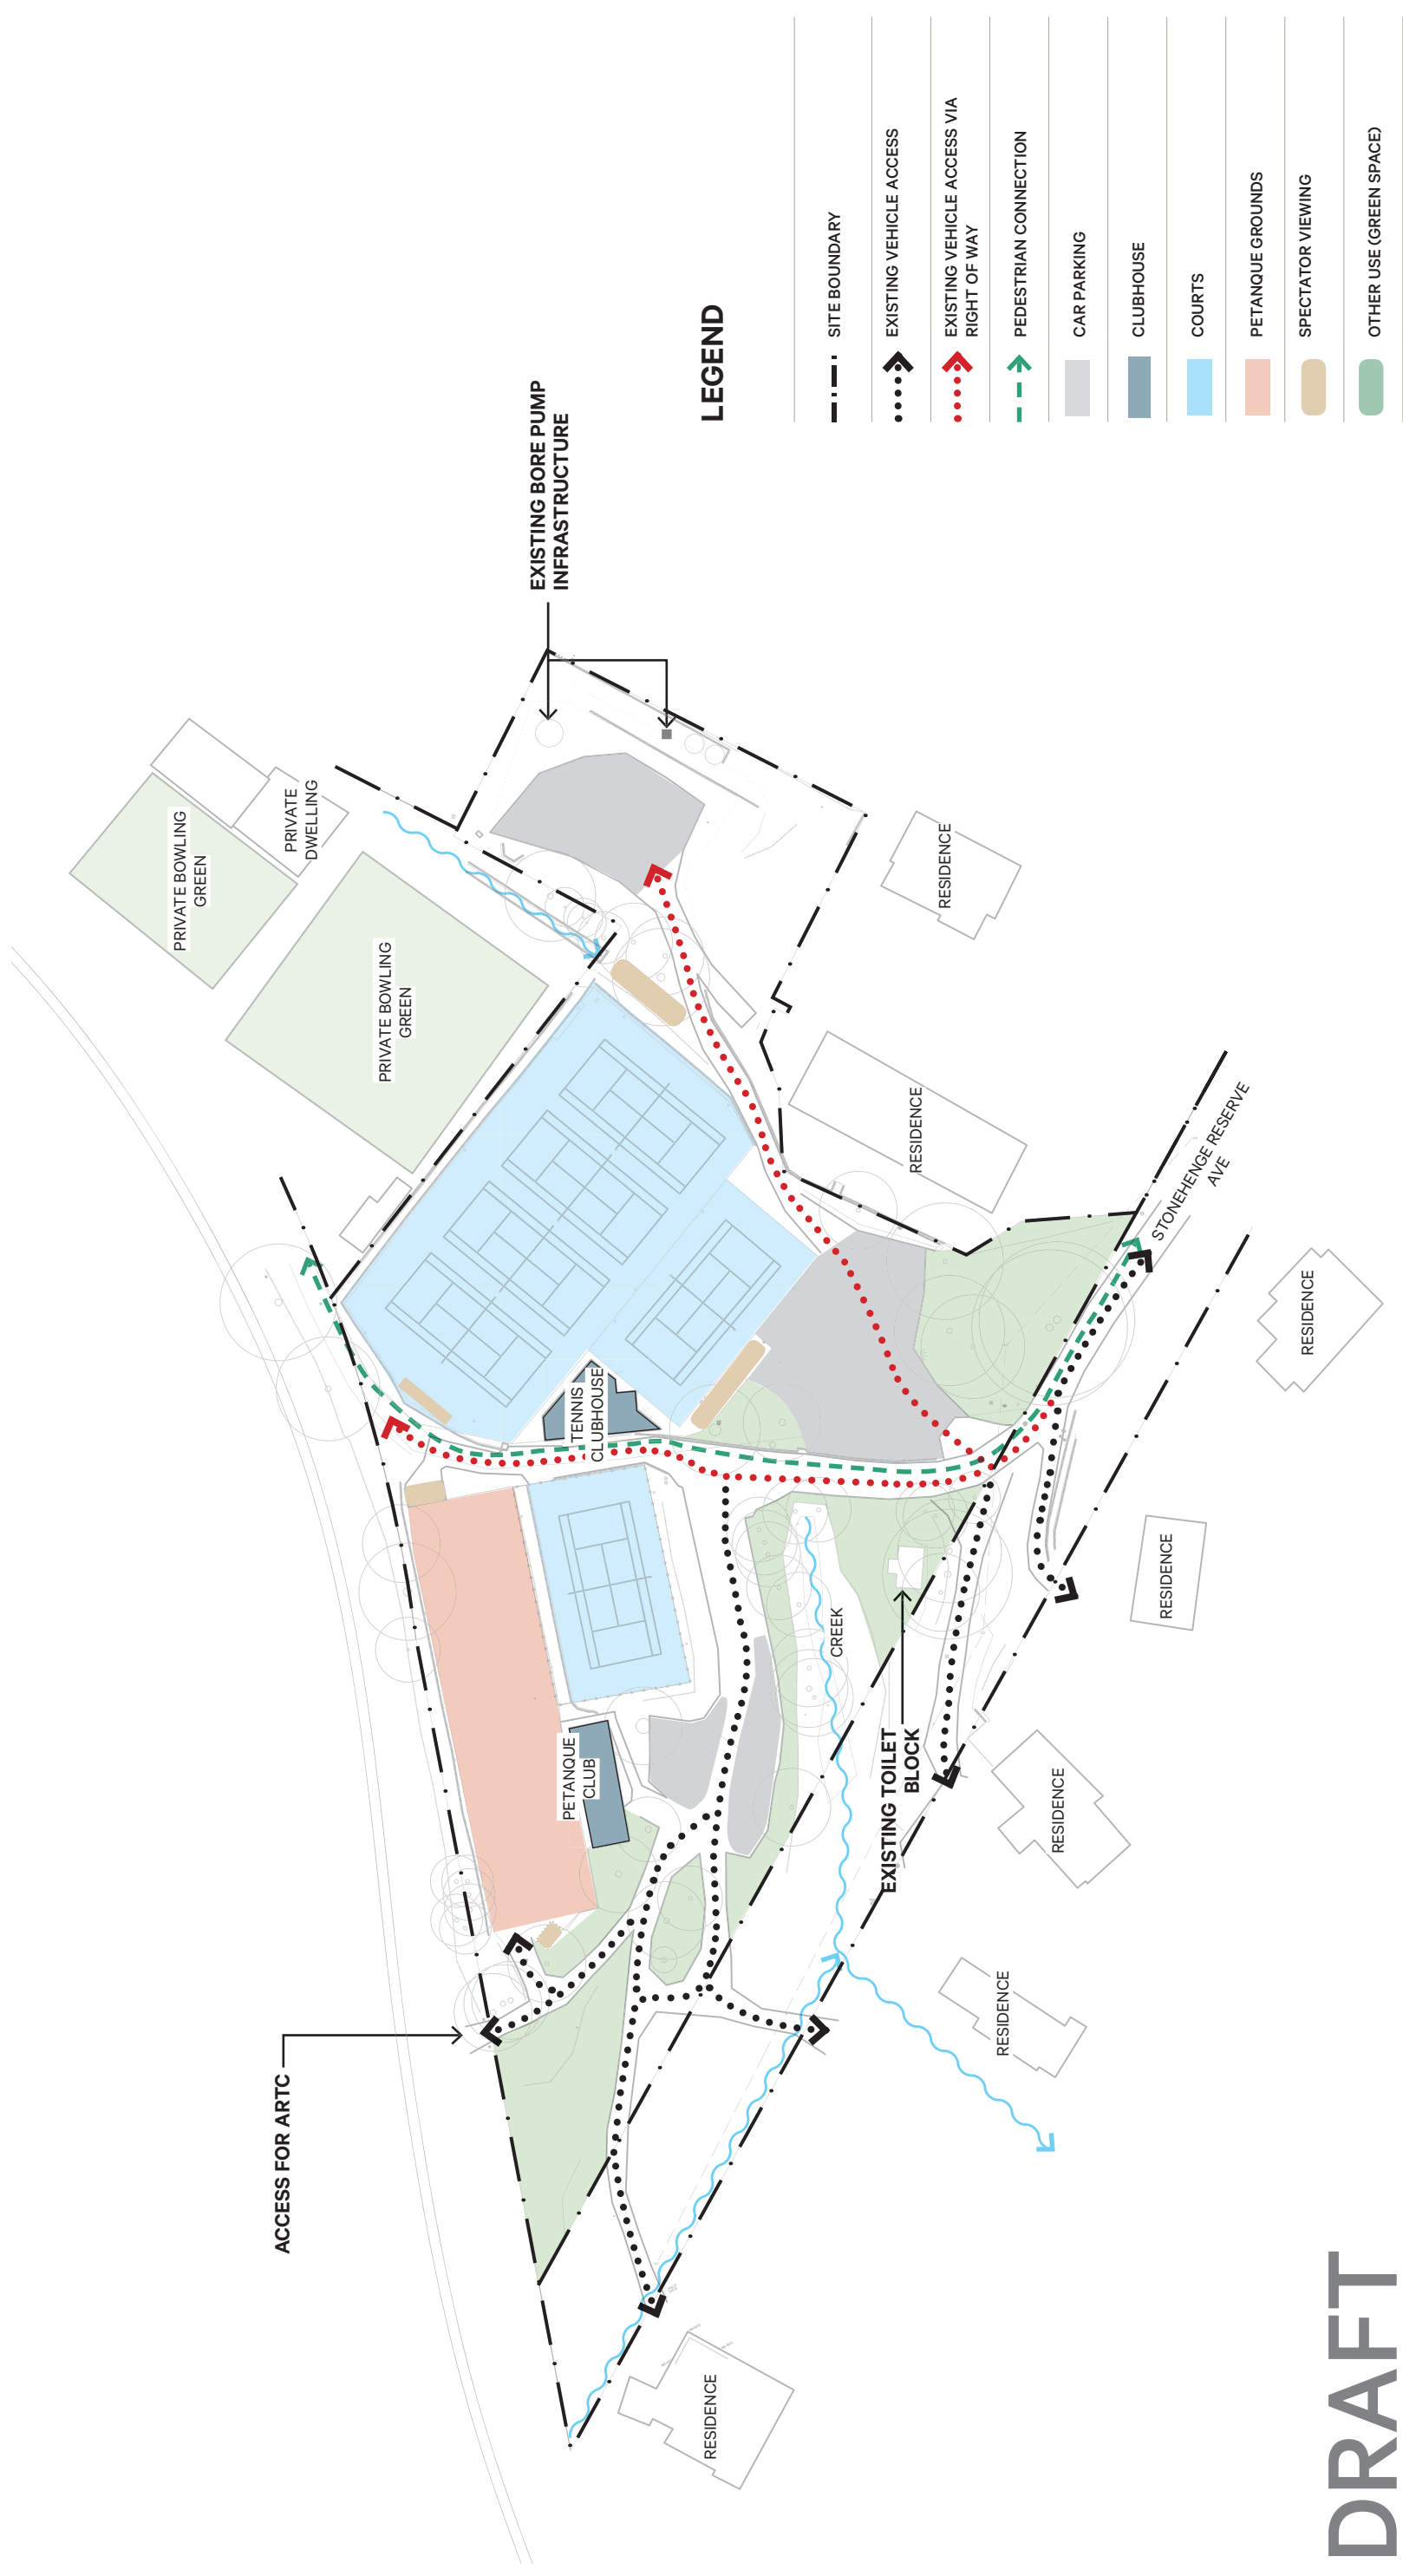 ACCESS FOR ARTC
EXISTING BORE PUMP
INFRASTRUCTURE
PRIVATE BOWLING
GREEN
PRIVATE
DWELLING
PRIVATE BOWLING
GREEN
TENNIS
CLUBHOUSE
PETANQUE
CLUB
CREEK
EXISTING TOILET
BLOCK
RESIDENCE
RESIDENCE
RESIDENCE
RESIDENCE
RESIDENCE
RESIDENCE
RESIDENCE
STONEHENGE RESERVE
AVE
LEGEND
SITE BOUNDARY
EXISTING VEHICLE ACCESS
EXISTING VEHICLE ACCESS VIA
RIGHT OF WAY
PEDESTRIAN CONNECTION
CAR PARKING
CLUBHOUSE
COURTS
PETANQUE GROUNDS
SPECTATOR VIEWING
OTHER USE (GREEN SPACE)
DRAFT